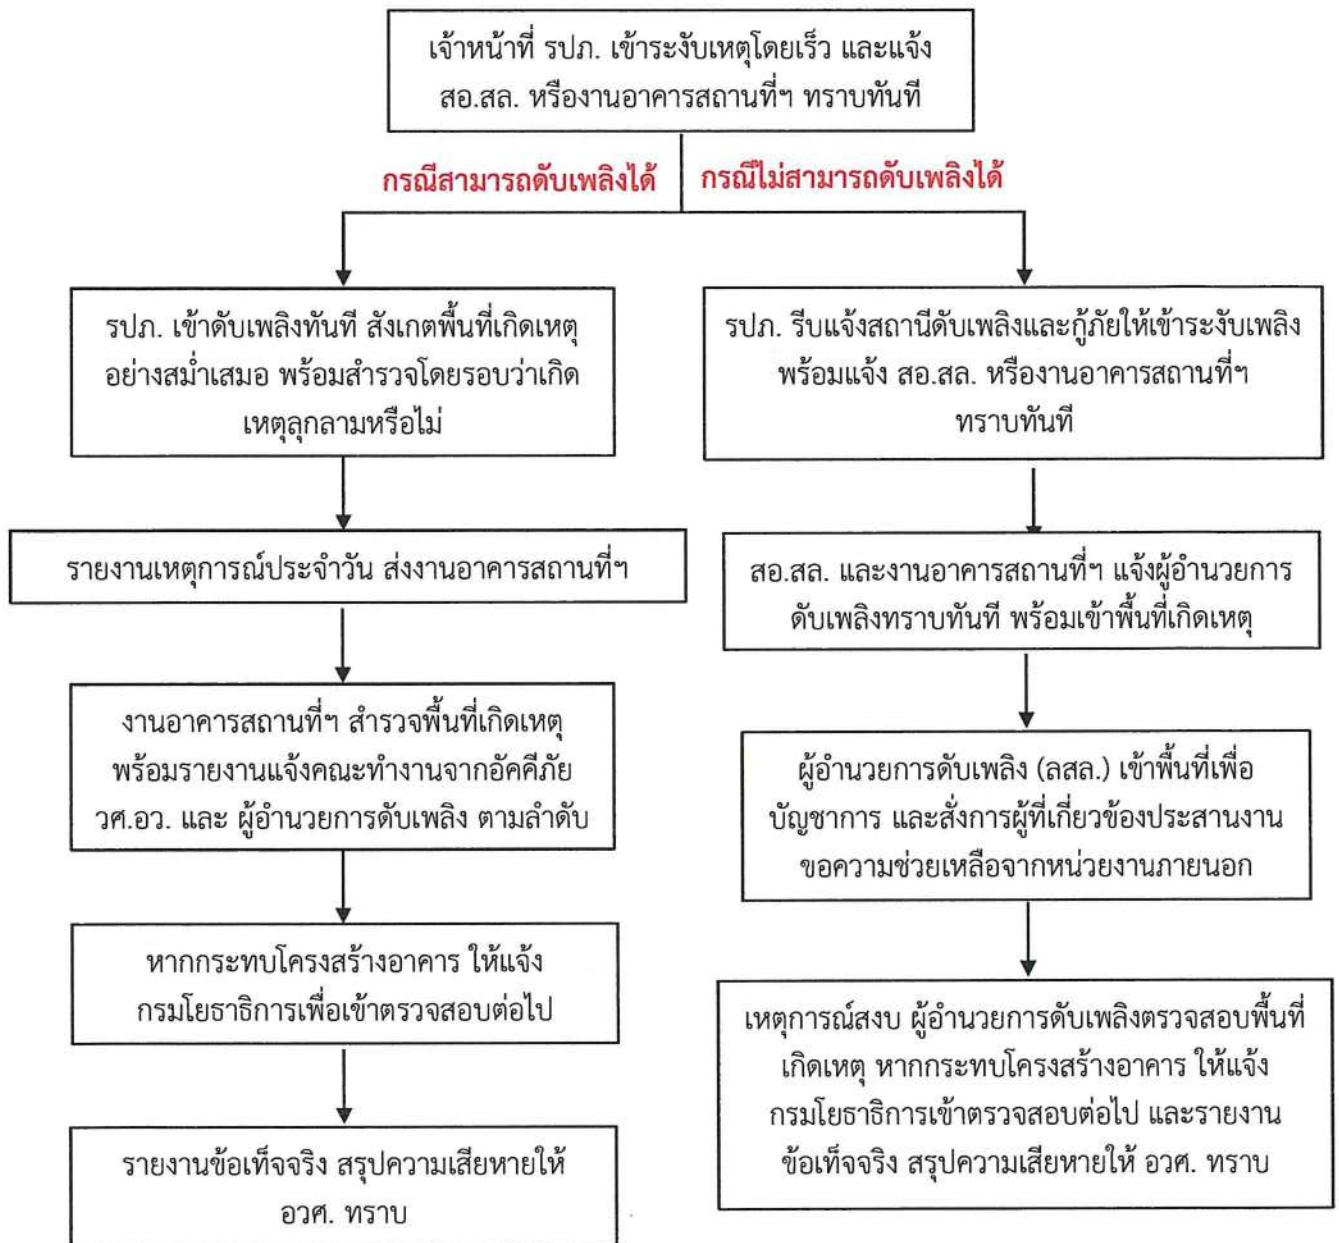 เจ้าหน้าที่ รปภ. เข้าระงับเหตุโดยเร็ว และแจ้ง
สอ.สล. หรืองานอาคารสถานที่ฯ ทราบทันที
กรณีสามารถดับเพลิงได้
กรณีไม่สามารถดับเพลิงได้
รปภ. เข้าดับเพลิงทันที สังเกตพื้นที่เกิดเหตุ
อย่างสม่ำเสมอ พร้อมสำรวจโดยรอบว่าเกิด
เหตุลุกลามหรือไม่
รายงานเหตุการณ์ประจำวัน ส่งงานอาคารสถานที่ฯ
งานอาคารสถานที่ฯ สำรวจพื้นที่เกิดเหตุ
พร้อมรายงานแจ้งคณะทำงานจากอัคคีภัย
วศ.อว. และ ผู้อำนวยการดับเพลิง ตามลำดับ
หากกระทบโครงสร้างอาคาร ให้แจ้ง
กรมโยธาธิการเพื่อเข้าตรวจสอบต่อไป
รายงานข้อเท็จจริง สรุปความเสียหายให้
อวศ. ทราบ
รปภ. รีบแจ้งสถานีดับเพลิงและกู้ภัยให้เข้าระงับเพลิง
พร้อมแจ้ง สอ.สล. หรืองานอาคารสถานที่ฯ
ทราบทันที
สอ.สล. และงานอาคารสถานที่ฯ แจ้งผู้อำนวยการ
ดับเพลิงทราบทันที พร้อมเข้าพื้นที่เกิดเหตุ
ผู้อำนวยการดับเพลิง (ลสล.) เข้าพื้นที่เพื่อ
บัญชาการ และสั่งการผู้ที่เกี่ยวข้องประสานงาน
ขอความช่วยเหลือจากหน่วยงานภายนอก
เหตุการณ์สงบ ผู้อำนวยการดับเพลิงตรวจสอบพื้นที่
เกิดเหตุ หากกระทบโครงสร้างอาคาร ให้แจ้ง
กรมโยธาธิการเข้าตรวจสอบต่อไป และรายงาน
ข้อเท็จจริง สรุปความเสียหายให้ อวศ. ทราบ